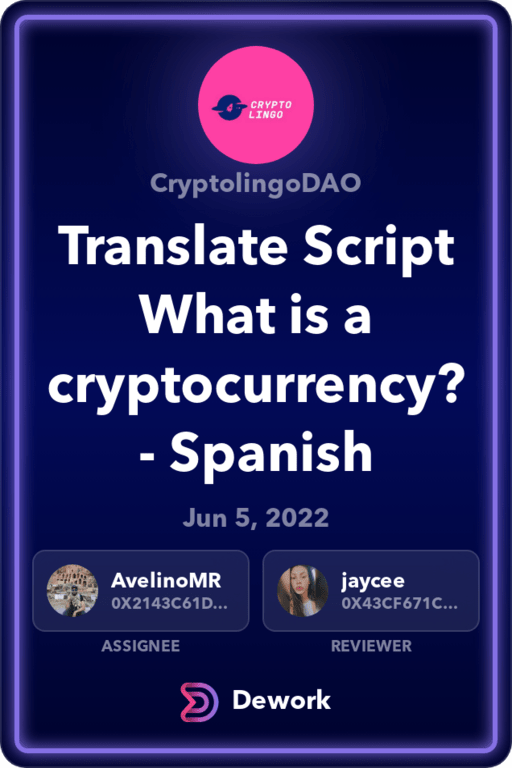 CRYPTO
LINGO
CryptolingoDAO
Translate Script
What is a
cryptocurrency?
- Spanish
Jun 5, 2022
AvelinoMR
0X2143C61D...
jaycee
0X43CF671C...
ASSIGNEE
REVIEWER
Dework